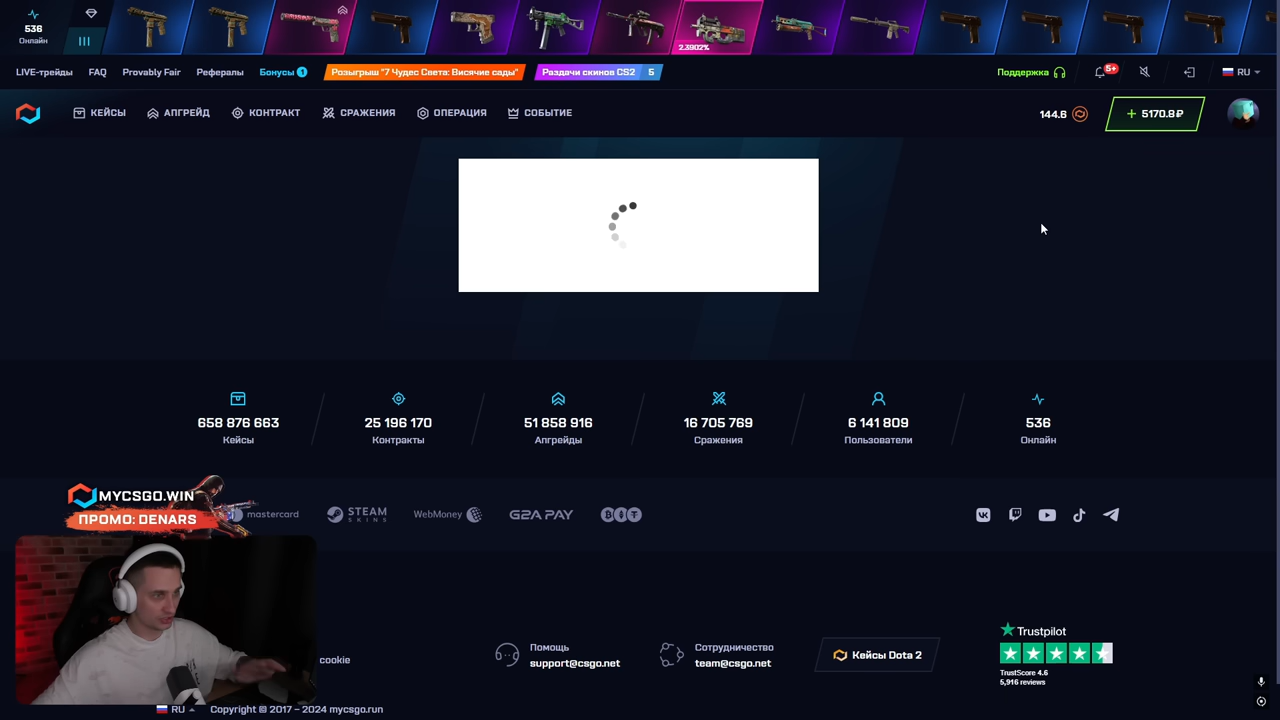 536
Онлайн
2.3902%
LIVE-трейды
FAQ
Provably Fair
Рефералы
Бонусы 1
Розыгрыш "7 Чудес Света: Висячие сады"
Раздачи скинов CS2 5
Поддержка
5+
RU
КЕЙСЫ
АПГРЕЙД
КОНТРАКТ
СРАЖЕНИЯ
ОПЕРАЦИЯ
СОБЫТИЕ
144.6
+ 5170.8₽
658 876 663
Кейсы
25 196 170
Контракты
51 858 916
Апгрейды
16 705 769
Сражения
6 141 809
Пользователи
536
Онлайн
MYCSGO.WIN
ПРОМО: DENARS
mastercard
STEAM
SKINS
WebMoney
G2A PAY
cookie
Помощь
support@csgo.net
Сотрудничество
team@csgo.net
Кейсы Dota 2
Trustpilot
TrustScore 4.6
5,916 reviews
RU
Copyright © 2017 – 2024 mycsgo.run